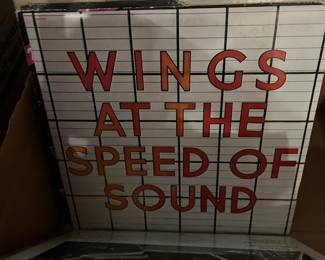 WINGS
AT THE
SPEED OF
SOUND